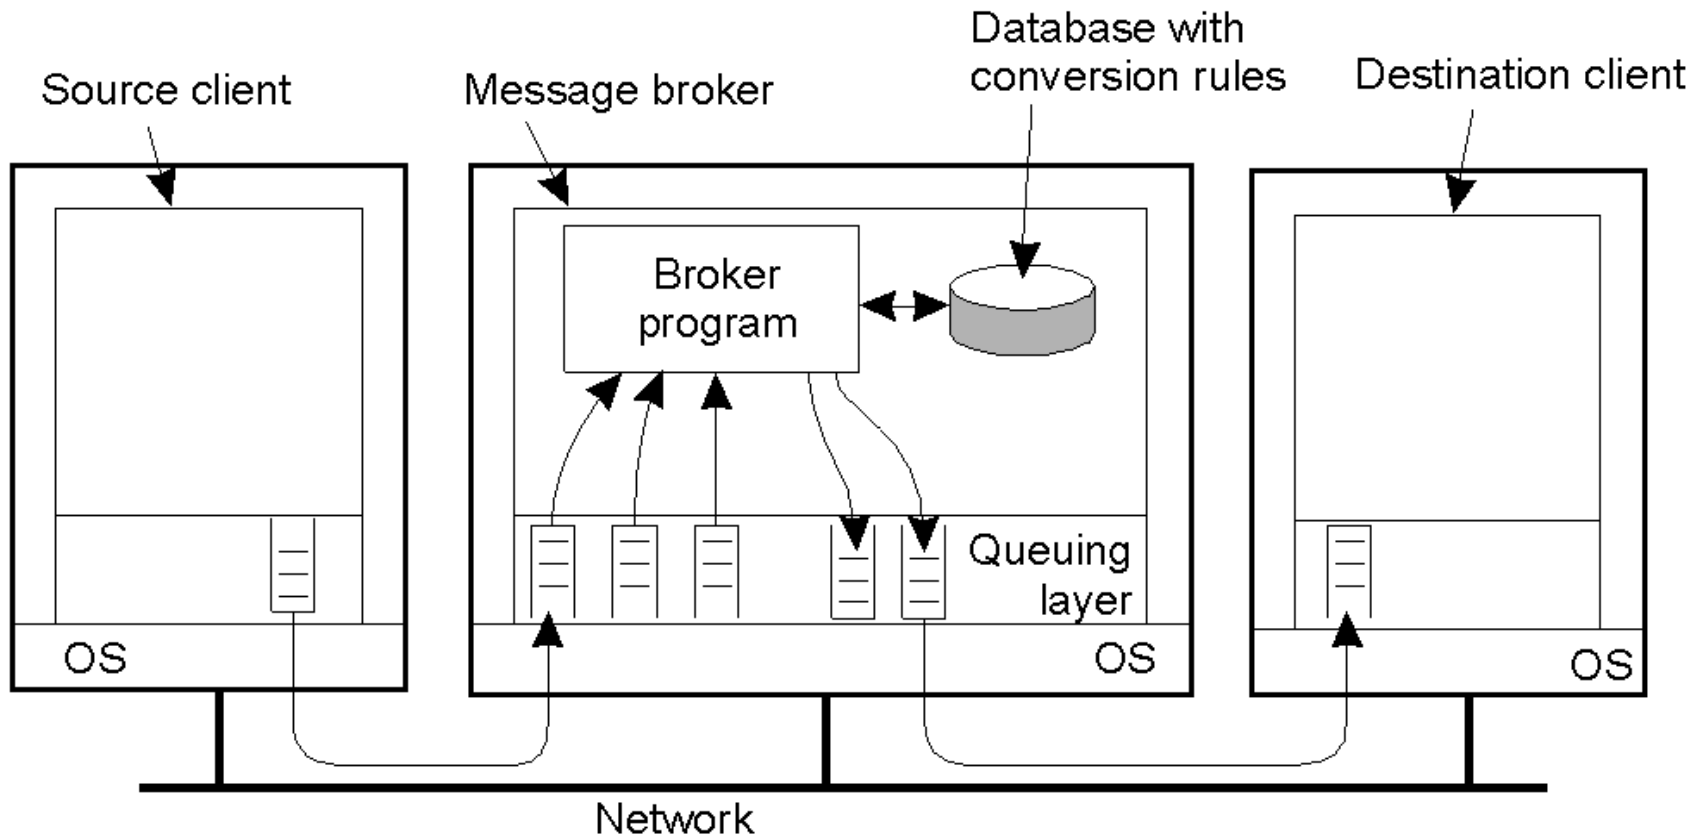 Source client
Message broker
Database with
conversion rules
Destination client
Broker
program
Queuing
layer
OS
OS
OS
Network